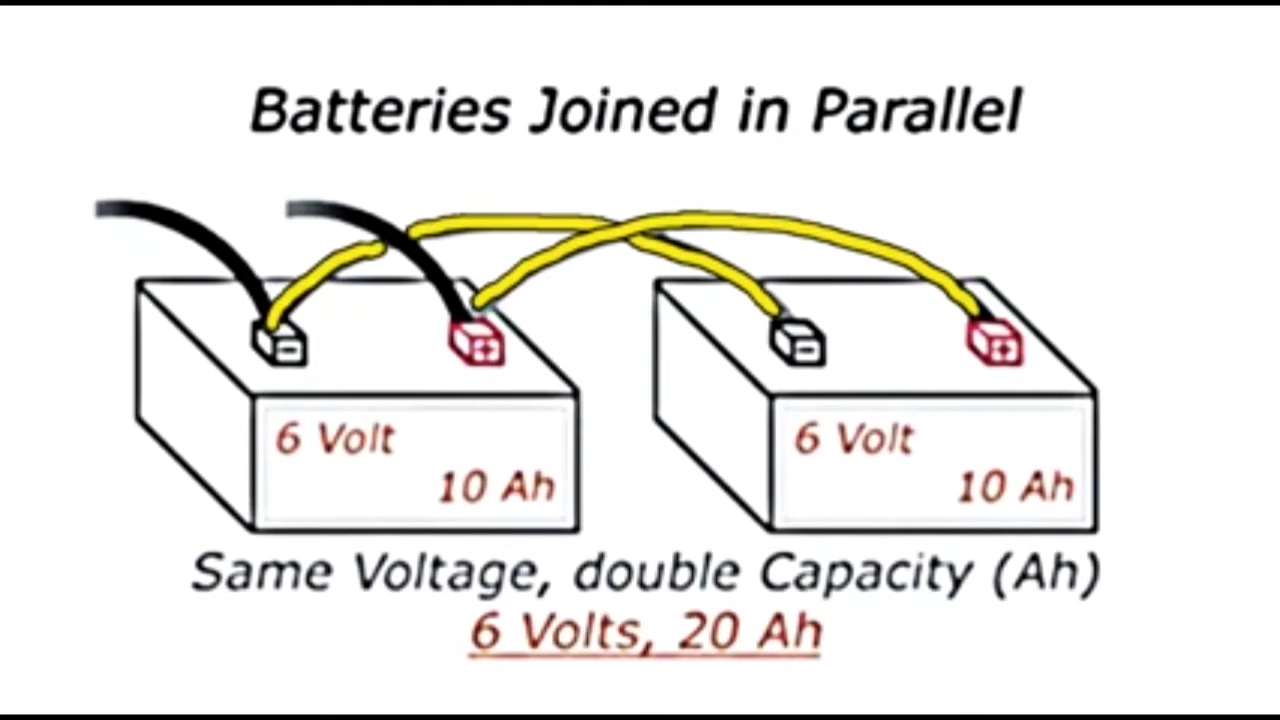 Batteries Joined in Parallel
- + - +
6 Volt 6 Volt
10 Ah 10 Ah
Same Voltage, double Capacity (Ah)
6 Volts, 20 Ah